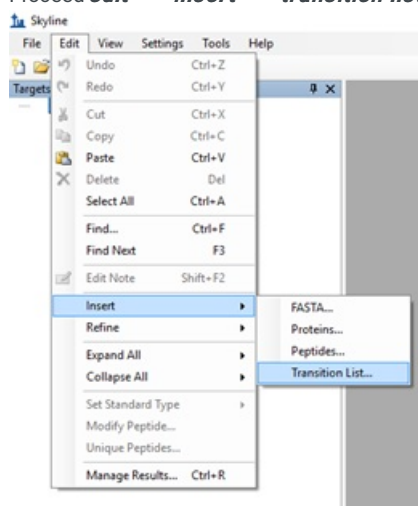 Proceed edit insert transition list
Skyline
File Edit View Settings Tools Help
Targets
Undo Ctrl+Z
Redo Ctrl+Y
Cut Ctrl+X
Copy Ctrl+C
Paste Ctrl+V
Delete Del
Select All Ctrl+A
Find... Ctrl+F
Find Next F3
Edit Note Shift+F2
Insert FASTA...
Refine Proteins...
Peptides...
Expand All
Transition List...
Collapse All
Set Standard Type
Modify Peptide...
Unique Peptides...
Manage Results... Ctrl+R